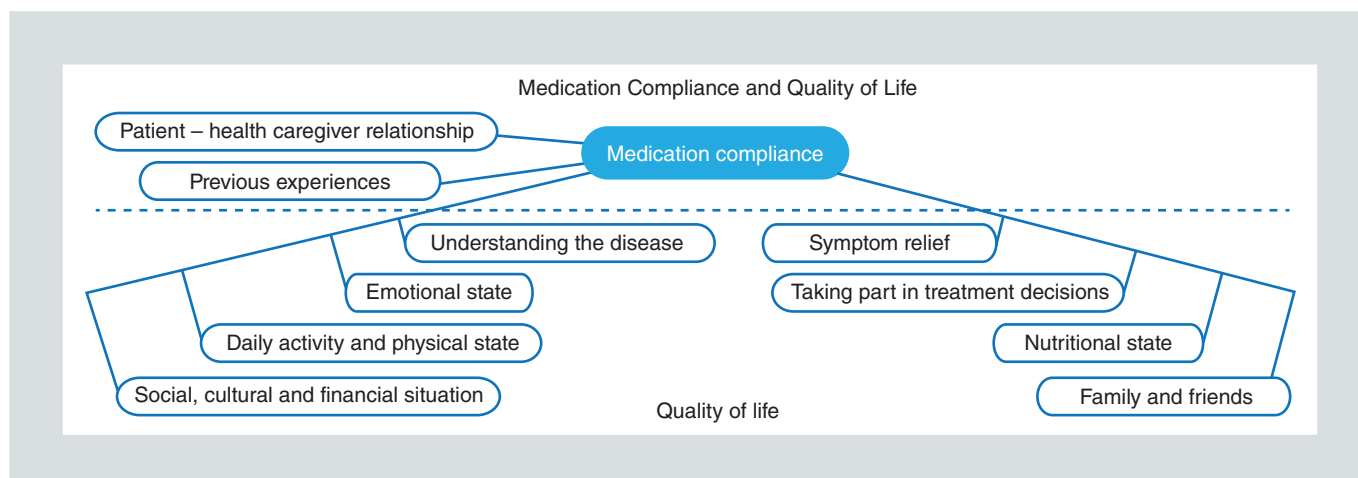 Medication Compliance and Quality of Life
Patient – health caregiver relationship
Medication compliance
Previous experiences
Understanding the disease
Symptom relief
Emotional state
Taking part in treatment decisions
Daily activity and physical state
Nutritional state
Social, cultural and financial situation
Family and friends
Quality of life